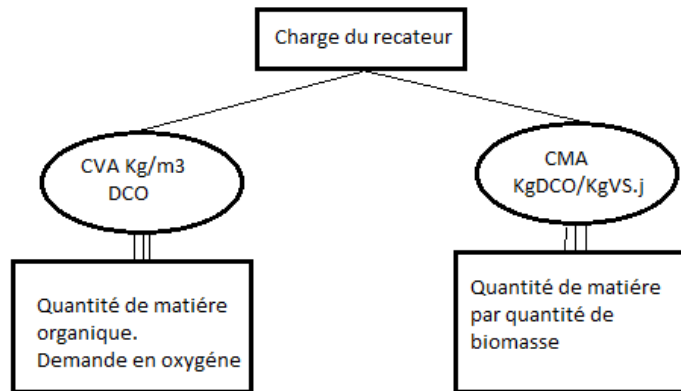 Charge du recateur
CVA Kg/m3
DCO
CMA
KgDCO/KgVS.j
Quantité de matiére
organique.
Demande en oxygéne
Quantité de matiére
par quantité de
biomasse